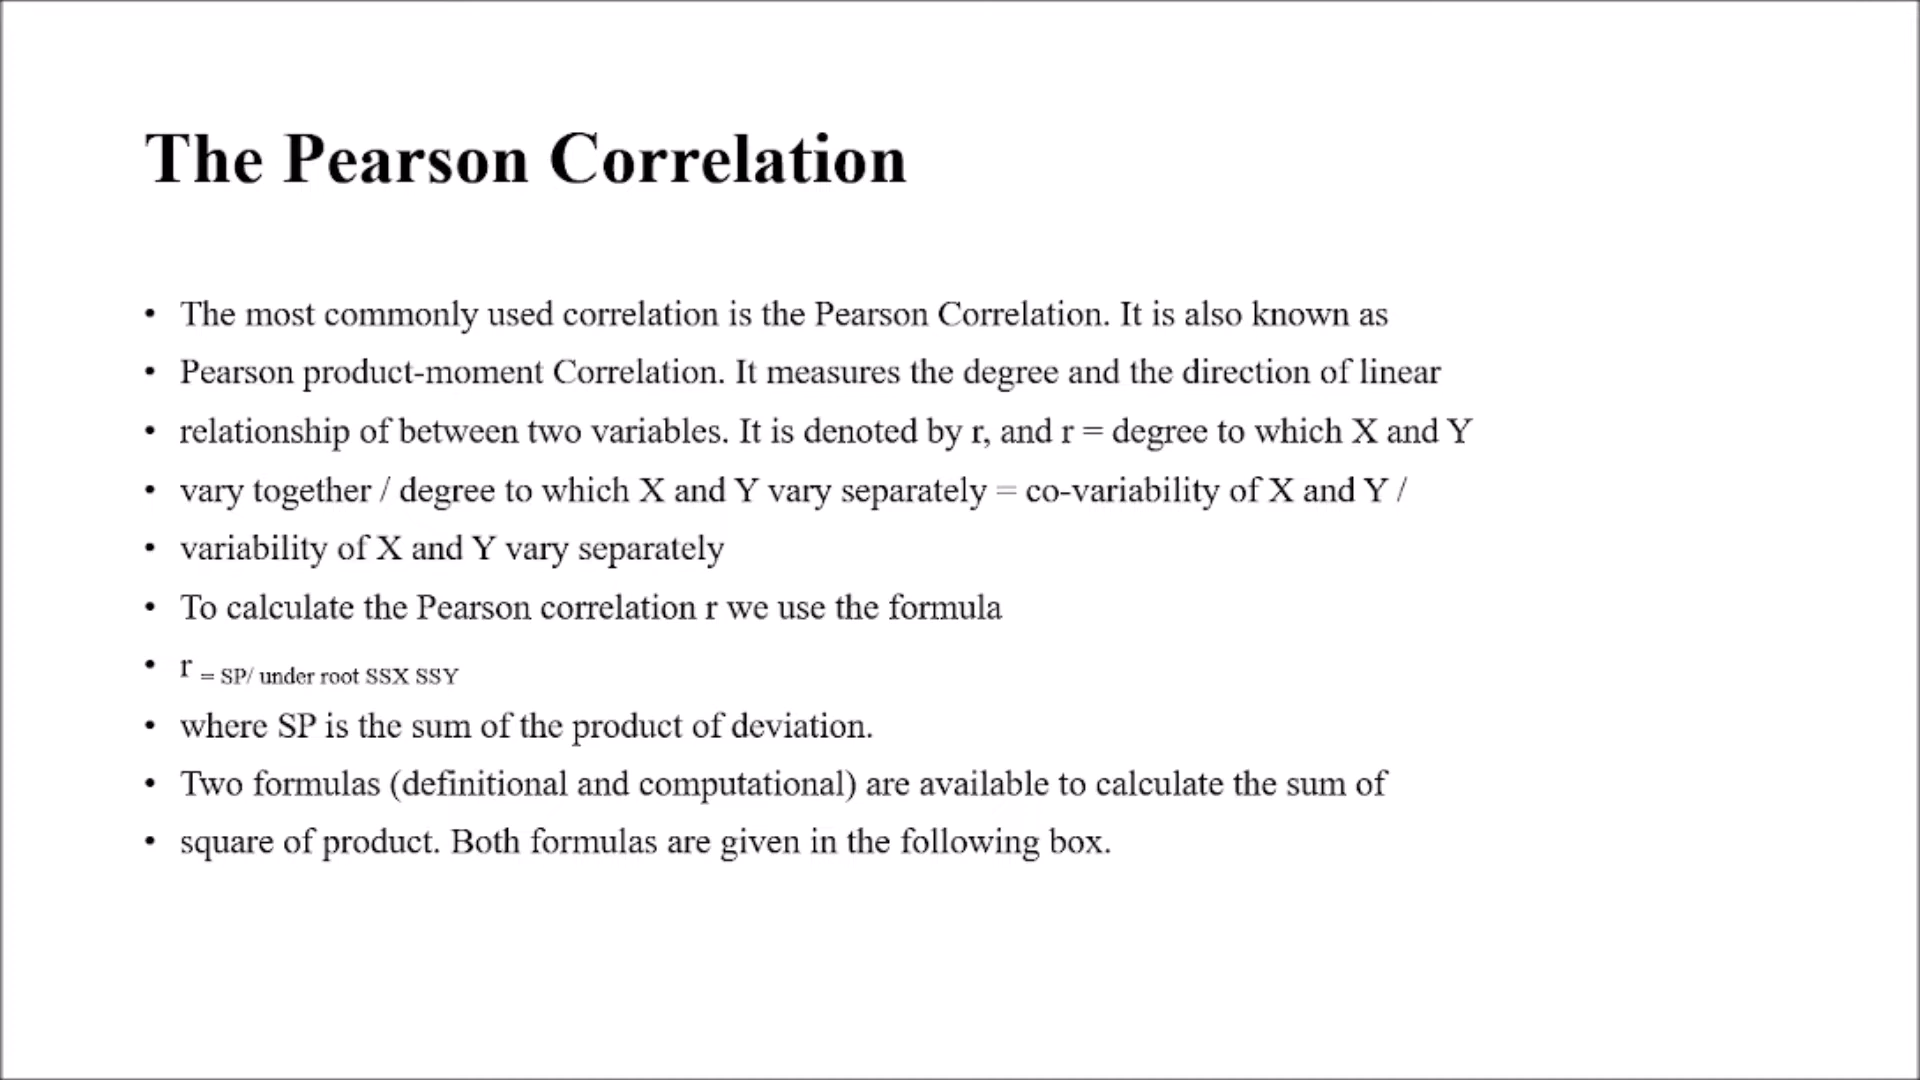 The Pearson Correlation
• The most commonly used correlation is the Pearson Correlation. It is also known as
• Pearson product-moment Correlation. It measures the degree and the direction of linear
• relationship of between two variables. It is denoted by r, and r = degree to which X and Y
• vary together / degree to which X and Y vary separately = co-variability of X and Y /
• variability of X and Y vary separately
• To calculate the Pearson correlation r we use the formula
• r = SP/ under root SSX SSY
• where SP is the sum of the product of deviation.
• Two formulas (definitional and computational) are available to calculate the sum of
• square of product. Both formulas are given in the following box.